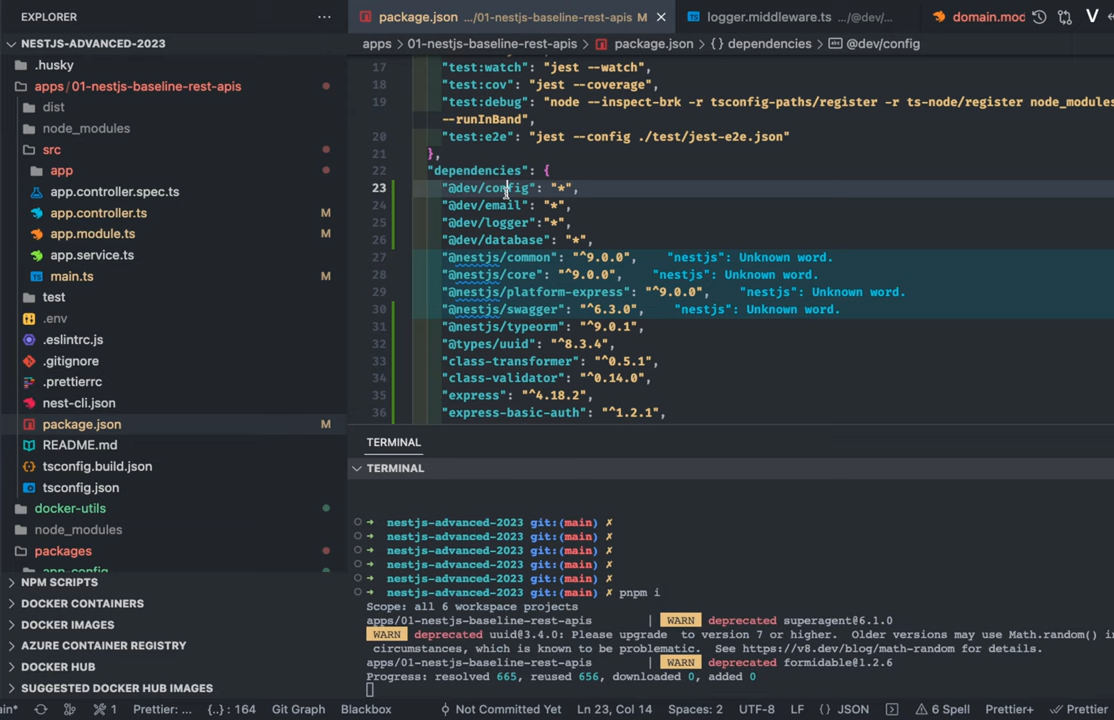 EXPLORER
NESTJS-ADVANCED-2023
.husky
apps / 01-nestjs-baseline-rest-apis
dist
node_modules
src
app
app.controller.spec.ts
app.controller.ts M
app.module.ts M
app.service.ts
main.ts M
test
.env
.eslintrc.js
.gitignore
.prettierrc
nest-cli.json
package.json M
README.md
tsconfig.build.json
tsconfig.json
docker-utils
node_modules
packages
app-config
NPM SCRIPTS
DOCKER CONTAINERS
DOCKER IMAGES
AZURE CONTAINER REGISTRY
DOCKER HUB
SUGGESTED DOCKER HUB IMAGES
package.json .../01-nestjs-baseline-rest-apis M
logger.middleware.ts .../@dev/...
domain.mod
apps > 01-nestjs-baseline-rest-apis > package.json > {} dependencies > @dev/config
17 "test:watch": "jest --watch",
18 "test:cov": "jest --coverage",
19 "test:debug": "node --inspect-brk -r tsconfig-paths/register -r ts-node/register node_modules
--runInBand",
20 "test:e2e": "jest --config ./test/jest-e2e.json"
21 },
22 "dependencies": {
23 "@dev/config": "*",
24 "@dev/email": "*",
25 "@dev/logger":"*",
26 "@dev/database": "*",
27 "@nestjs/common": "^9.0.0", "nestjs": Unknown word.
28 "@nestjs/core": "^9.0.0", "nestjs": Unknown word.
29 "@nestjs/platform-express": "^9.0.0", "nestjs": Unknown word.
30 "@nestjs/swagger": "^6.3.0", "nestjs": Unknown word.
31 "@nestjs/typeorm": "^9.0.1",
32 "@types/uuid": "^8.3.4",
33 "class-transformer": "^0.5.1",
34 "class-validator": "^0.14.0",
35 "express": "^4.18.2",
36 "express-basic-auth": "^1.2.1",
TERMINAL
TERMINAL
➜ nestjs-advanced-2023 git:(main) ✗
➜ nestjs-advanced-2023 git:(main) ✗
➜ nestjs-advanced-2023 git:(main) ✗
➜ nestjs-advanced-2023 git:(main) ✗
➜ nestjs-advanced-2023 git:(main) ✗
➜ nestjs-advanced-2023 git:(main) ✗ pnpm i
Scope: all 6 workspace projects
apps/01-nestjs-baseline-rest-apis | WARN deprecated superagent@6.1.0
WARN deprecated uuid@3.4.0: Please upgrade to version 7 or higher. Older versions may use Math.random() i
circumstances, which is known to be problematic. See https://v8.dev/blog/math-random for details.
apps/01-nestjs-baseline-rest-apis | WARN deprecated formidable@1.2.6
Progress: resolved 665, reused 656, downloaded 0, added 0
ain* 1 Prettier: ... {..} : 164 Git Graph Blackbox Not Committed Yet Ln 23, Col 14 Spaces: 2 UTF-8 LF {} JSON 6 Spell Prettier+ Prettier